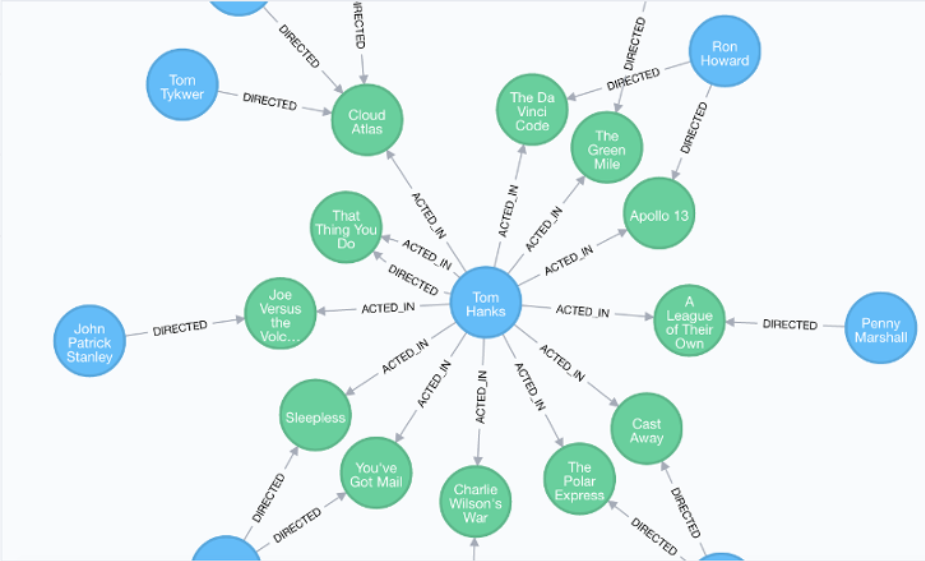 DIRECTED
DIRECTED
DIRECTED
Ron
Howard
Tom
Tykwer
DIRECTED
Cloud
Atlas
The Da
Vinci
Code
DIRECTED
The
Green
Mile
DIRECTED
Apollo 13
ACTED_IN
ACTED_IN
ACTED_IN
ACTED_IN
That
Thing You
Do
ACTED_IN
DIRECTED
Tom
Hanks
Joe
Versus
the
Volc...
ACTED_IN
ACTED_IN
A
League
of Their
Own
DIRECTED
Penny
Marshall
John
Patrick
Stanley
DIRECTED
ACTED_IN
ACTED_IN
ACTED_IN
ACTED_IN
ACTED_IN
Sleepless
Cast
Away
You've
Got Mail
Charlie
Wilson's
War
The
Polar
Express
DIRECTED
DIRECTED
DIRECTED
DIRECTED